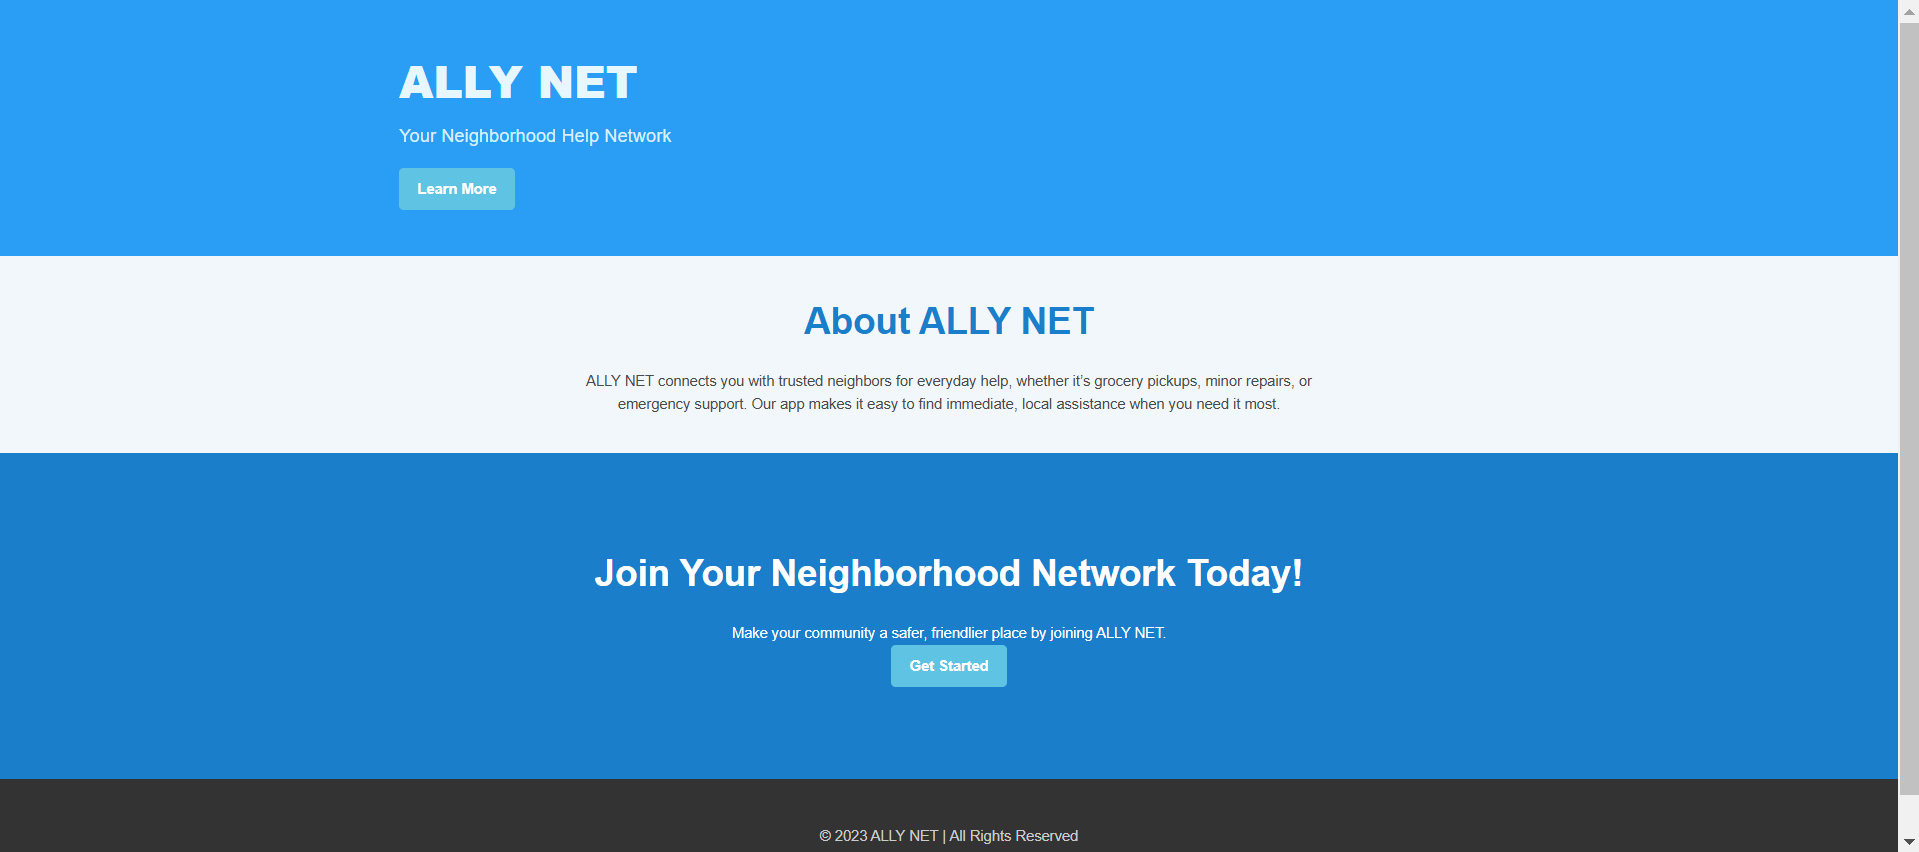 ALLY NET
Your Neighborhood Help Network
Learn More
About ALLY NET
ALLY NET connects you with trusted neighbors for everyday help, whether it’s grocery pickups, minor repairs, or
emergency support. Our app makes it easy to find immediate, local assistance when you need it most.
Join Your Neighborhood Network Today!
Make your community a safer, friendlier place by joining ALLY NET.
Get Started
© 2023 ALLY NET | All Rights Reserved